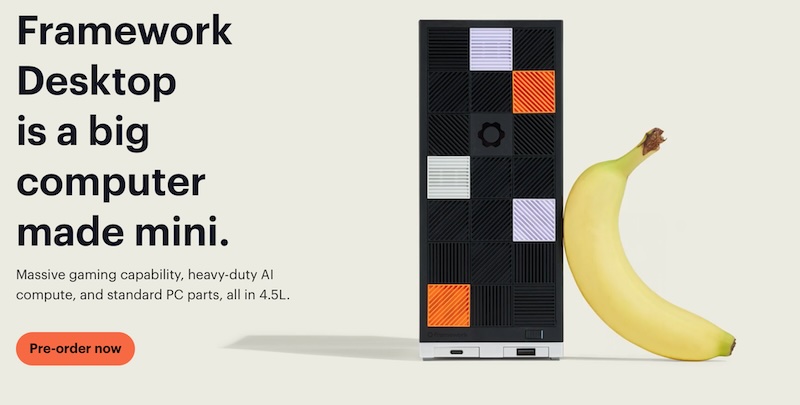 Framework
Desktop
is a big
computer
made mini.
Massive gaming capability, heavy-duty AI
compute, and standard PC parts, all in 4.5L.
Pre-order now